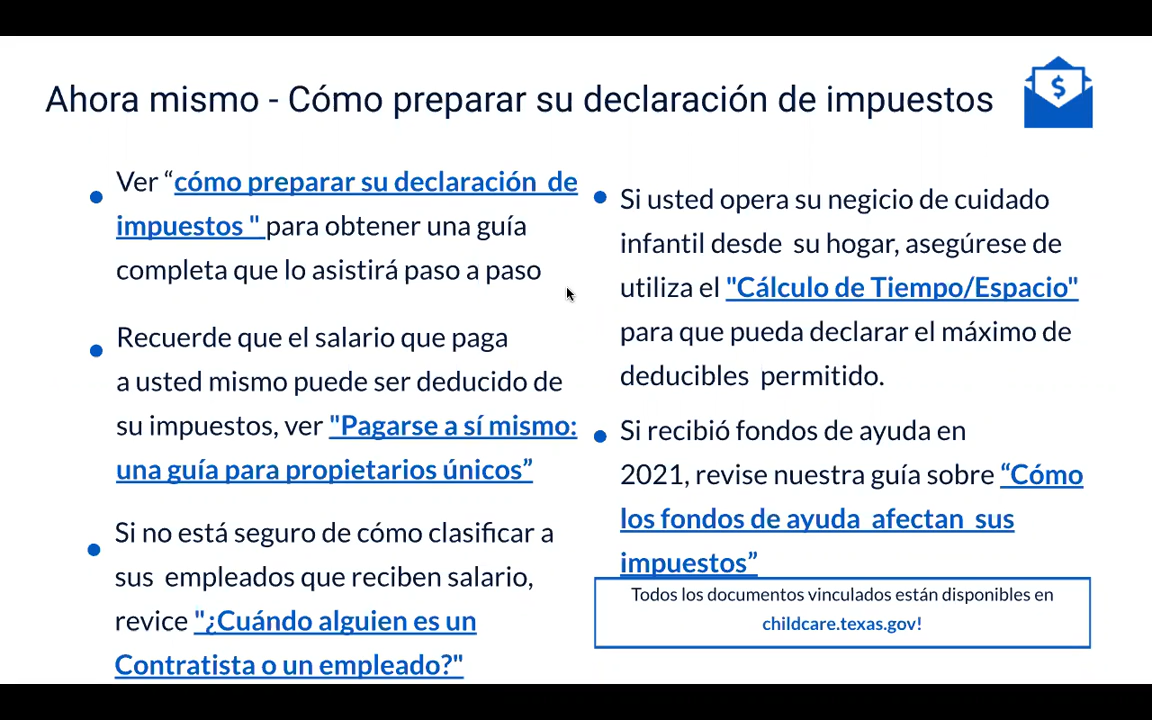 Ahora mismo - Cómo preparar su declaración de impuestos
Ver “cómo preparar su declaración  de
impuestos " para obtener una guía
completa que lo asistirá paso a paso
Recuerde que el salario que paga
a usted mismo puede ser deducido de
su impuestos, ver "Pagarse a sí mismo:
una guía para propietarios únicos”
Si no está seguro de cómo clasificar a
sus  empleados que reciben salario,
revice "¿Cuándo alguien es un
Contratista o un empleado?"
Si usted opera su negicio de cuidado
infantil desde  su hogar, asegúrese de
utiliza el "Cálculo de Tiempo/Espacio"
para que pueda declarar el máximo de
deducibles  permitido.
Si recibió fondos de ayuda en
2021, revise nuestra guía sobre “Cómo
los fondos de ayuda  afectan  sus
impuestos”
Todos los documentos vinculados están disponibles en
childcare.texas.gov!